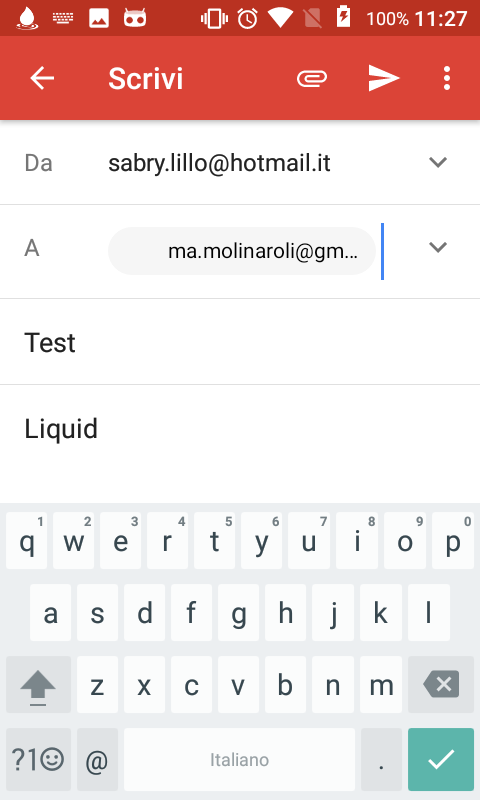 100% 11:27
Scrivi
Da sabry.lillo@hotmail.it
A ma.molinaroli@gm...
Test
Liquid
1 2 3 4 5 6 7 8 9 0
q w e r t y u i o p
a s d f g h j k l
z x c v b n m
?1☺ @ Italiano .